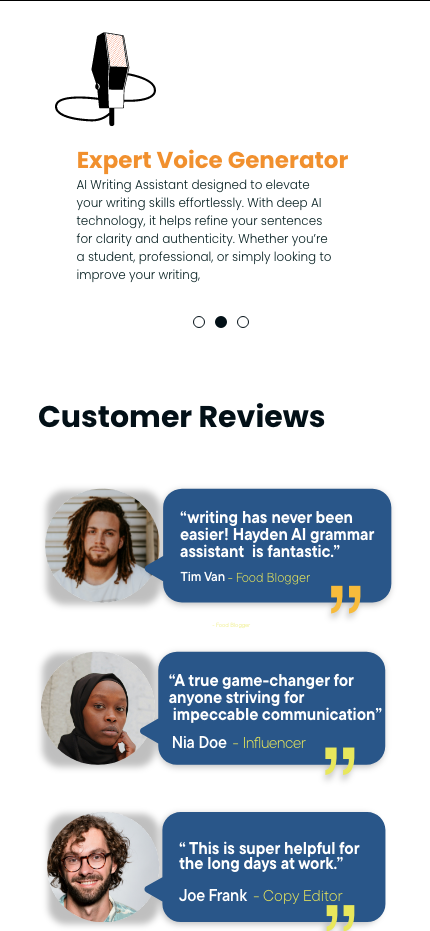 Expert Voice Generator
AI Writing Assistant designed to elevate
your writing skills effortlessly. With deep AI
technology, it helps refine your sentences
for clarity and authenticity. Whether you’re
a student, professional, or simply looking to
improve your writing,
Customer Reviews
“writing has never been
easier! Hayden AI grammar
assistant is fantastic.”
Tim Van - Food Blogger
Food Blogger
“A true game-changer for
anyone striving for
impeccable communication”
Nia Doe - Influencer
“ This is super helpful for
the long days at work.”
Joe Frank - Copy Editor